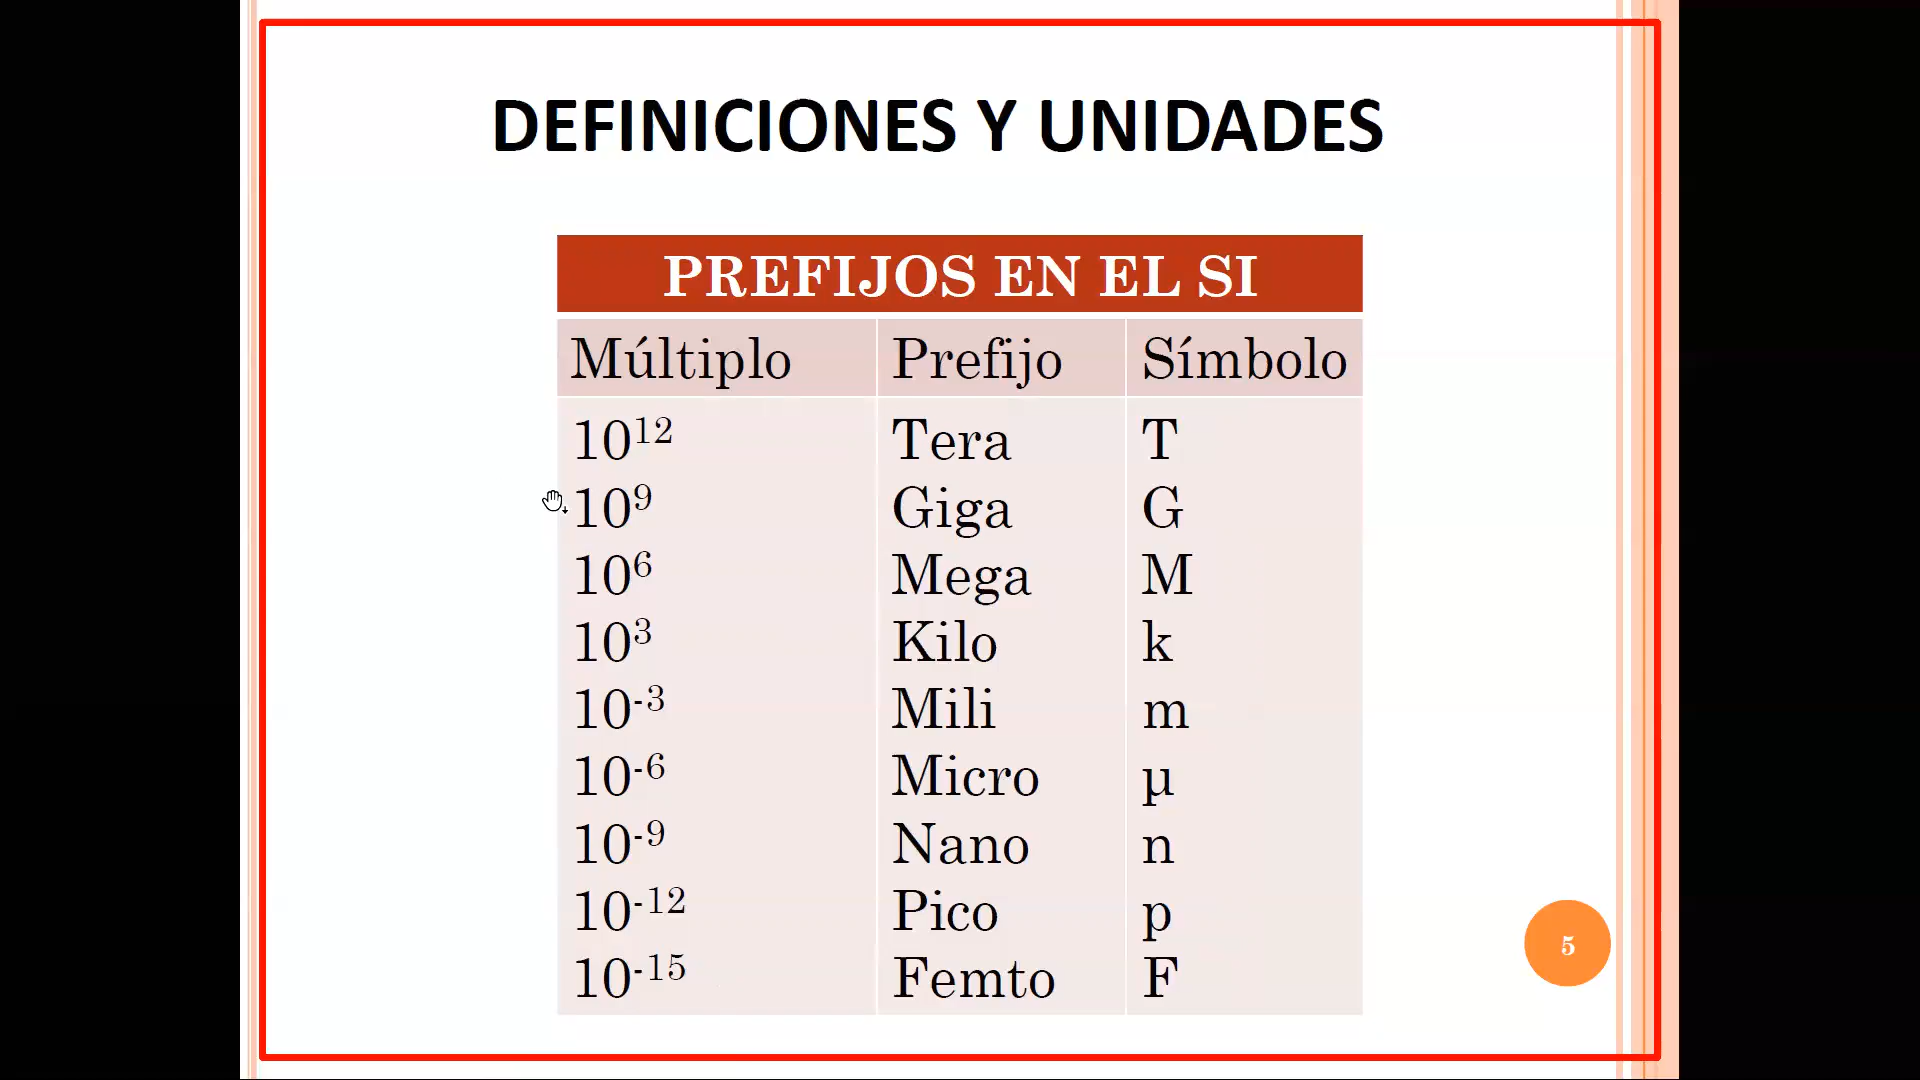 DEFINICIONES Y UNIDADES
PREFIJOS EN EL SI
Múltiplo Prefijo Símbolo
10¹² Tera T
10⁹ Giga G
10⁶ Mega M
10³ Kilo k
10⁻³ Mili m
10⁻⁶ Micro µ
10⁻⁹ Nano n
10⁻¹² Pico p
10⁻¹⁵ Femto F
5